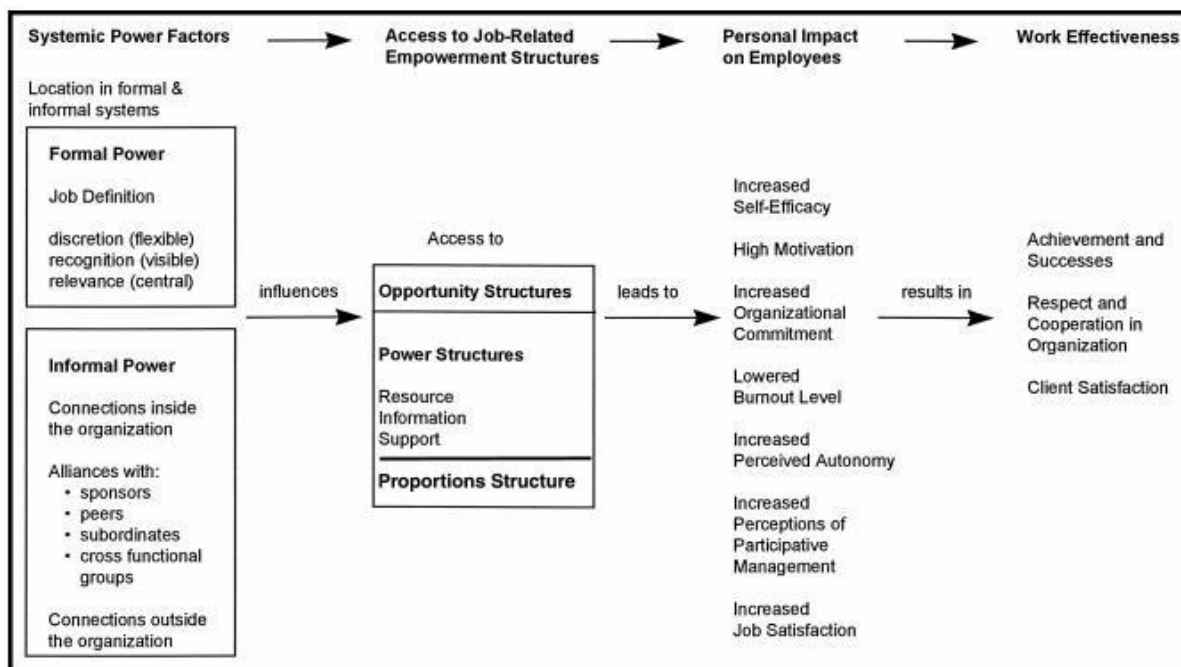 Systemic Power Factors
Access to Job-Related
Empowerment Structures
Personal Impact
on Employees
Work Effectiveness
Location in formal &
informal systems
Formal Power
Job Definition
discretion (flexible)
recognition (visible)
relevance (central)
Informal Power
Connections inside
the organization
Alliances with:
• sponsors
• peers
• subordinates
• cross functional
groups
Connections outside
the organization
influences
Access to
Opportunity Structures
Power Structures
Resource
Information
Support
Proportions Structure
leads to
Increased
Self-Efficacy
High Motivation
Increased
Organizational
Commitment
Lowered
Burnout Level
Increased
Perceived Autonomy
Increased
Perceptions of
Participative
Management
Increased
Job Satisfaction
results in
Achievement and
Successes
Respect and
Cooperation in
Organization
Client Satisfaction